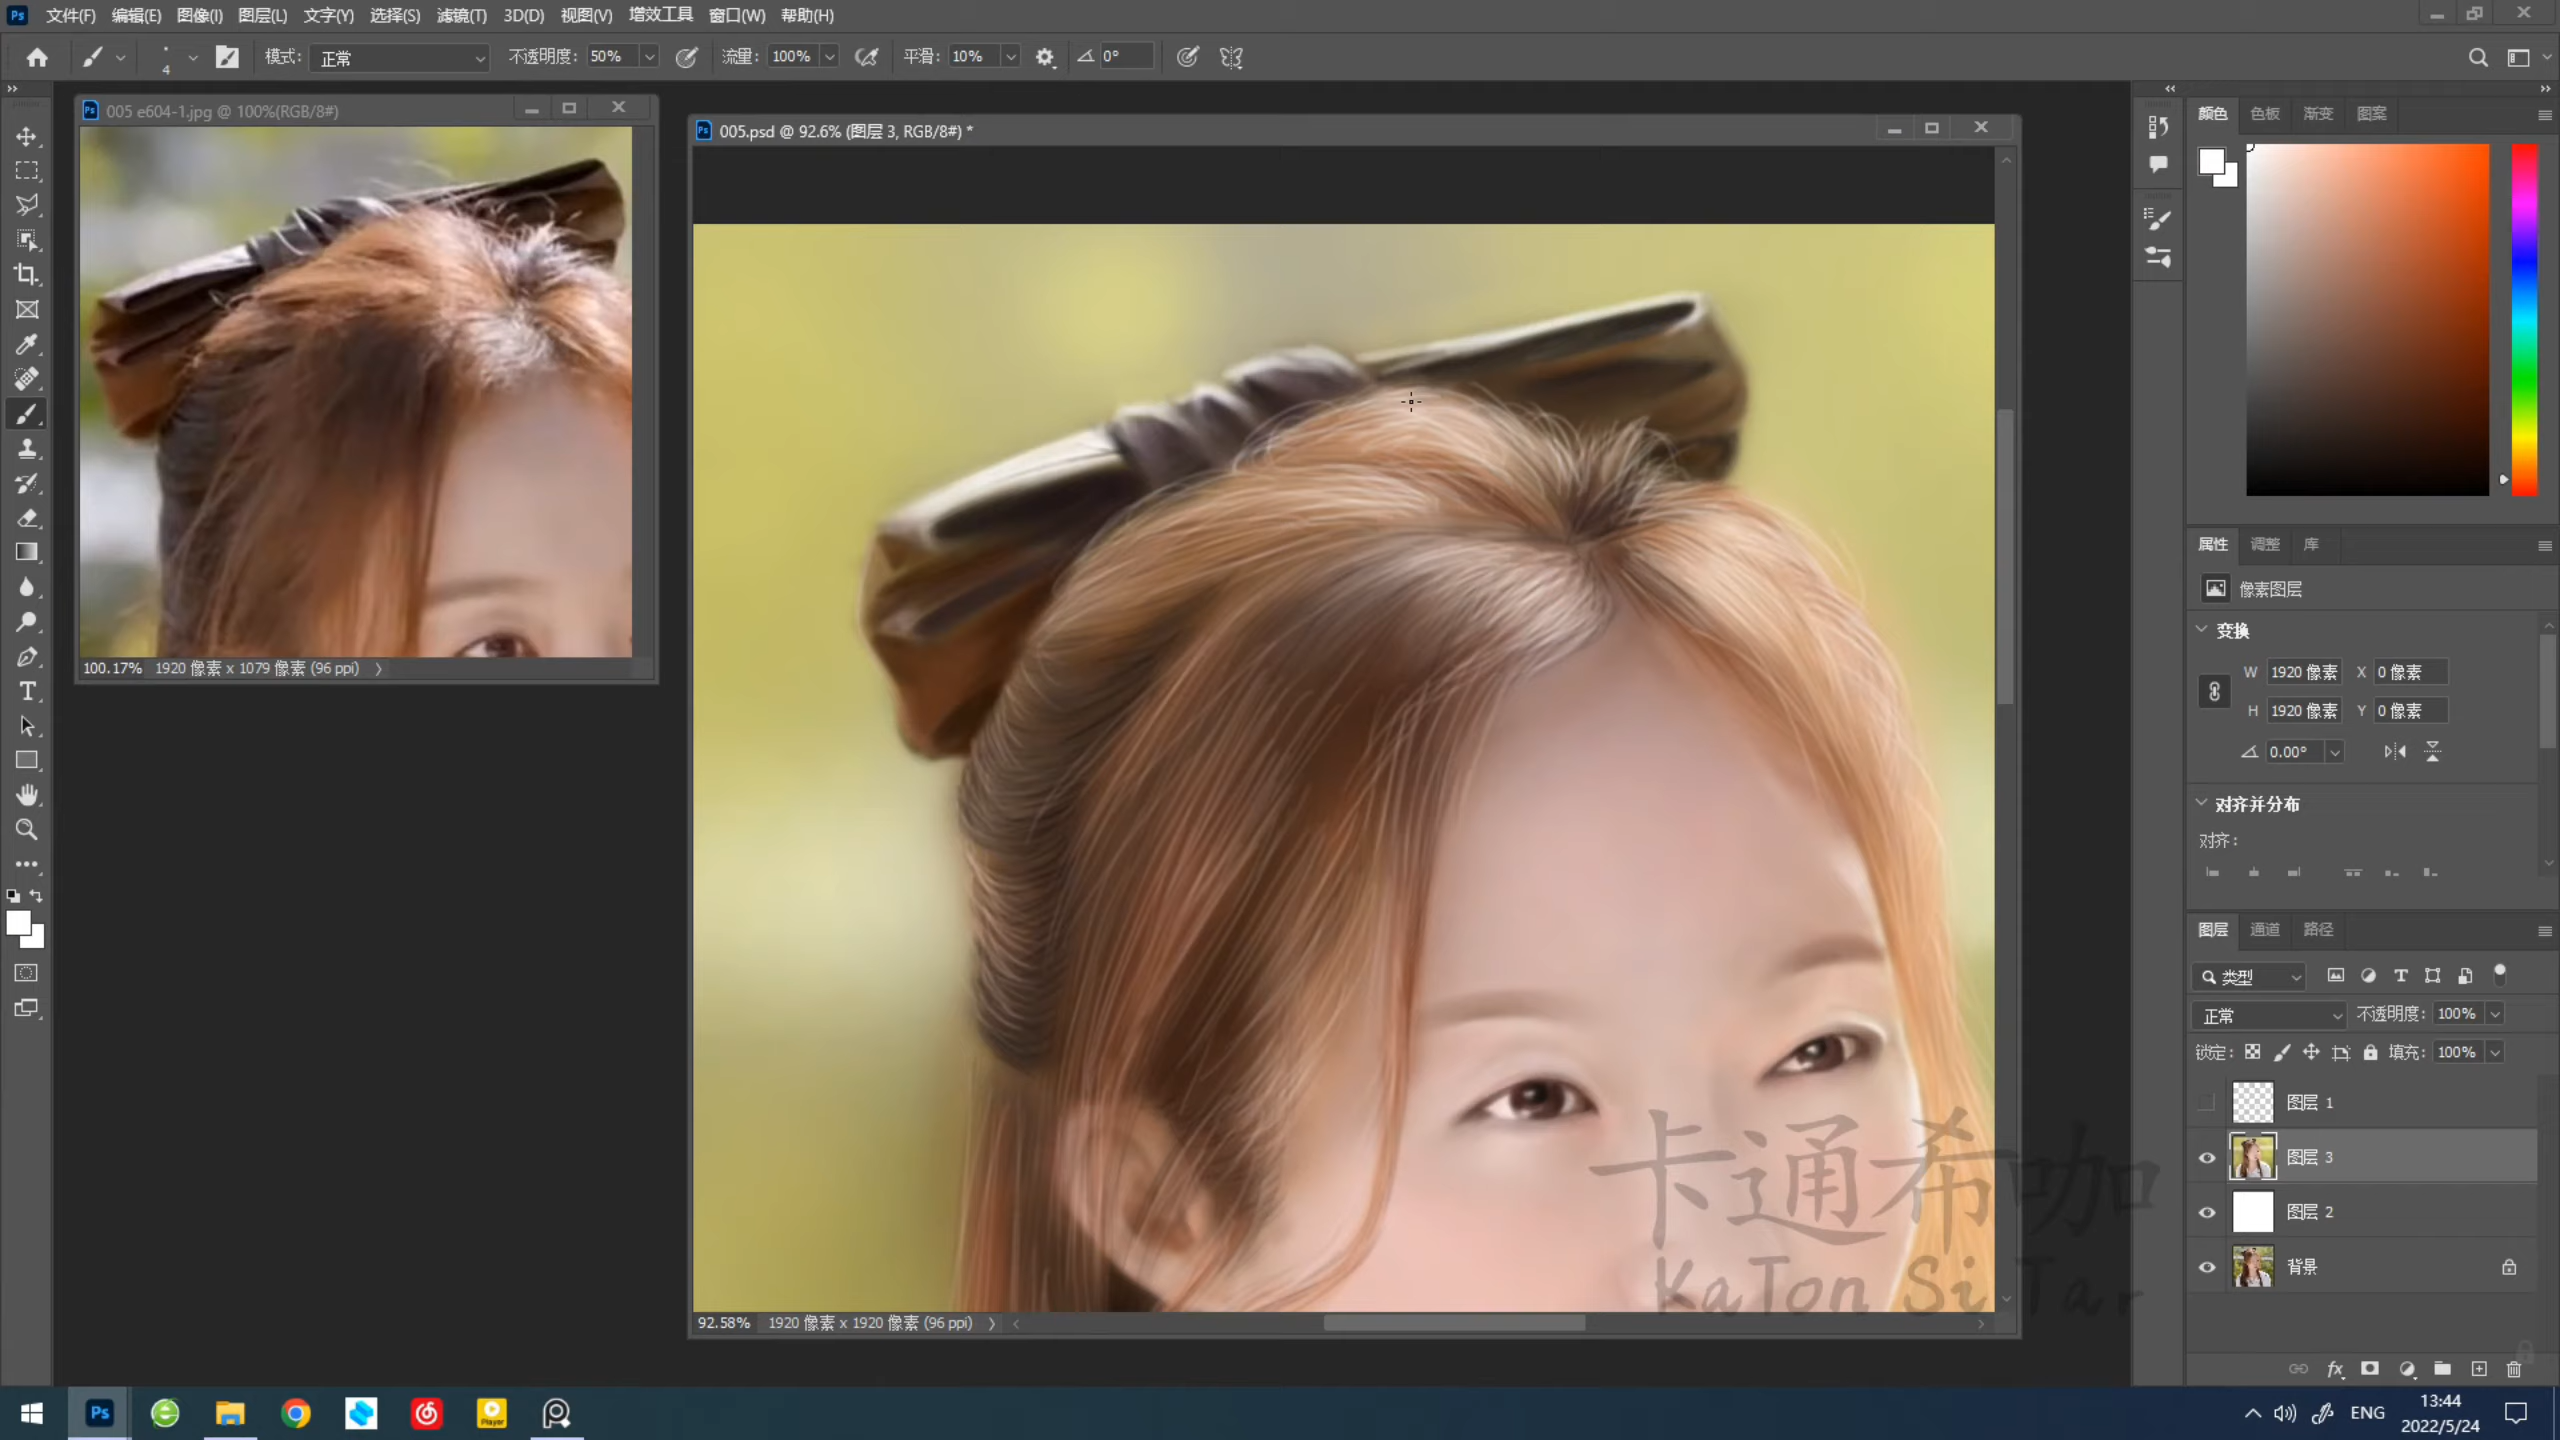 Ps 文件(F) 编辑(E) 图像(I) 图层(L) 文字(Y) 选择(S) 滤镜(T) 3D(D) 视图(V) 增效工具 窗口(W) 帮助(H)
4 模式: 正常 不透明度: 50% 流量: 100% 平滑: 10% 0°
005 e604-1.jpg @ 100%(RGB/8#)
100.17% 1920 像素 x 1079 像素 (96 ppi)
005.psd @ 92.6% (图层 3, RGB/8#) *
92.58% 1920 像素 x 1920 像素 (96 ppi)
颜色 色板 渐变 图案
属性 调整 库
像素图层
变换
W 1920 像素 X 0 像素
H 1920 像素 Y 0 像素
0.00°
对齐并分布
对齐:
图层 通道 路径
类型
正常 不透明度: 100%
锁定: 填充: 100%
图层 1
图层 3
图层 2
背景
卡通希咖
KaTon SiTar
Ps Player ENG 13:44
2022/5/24